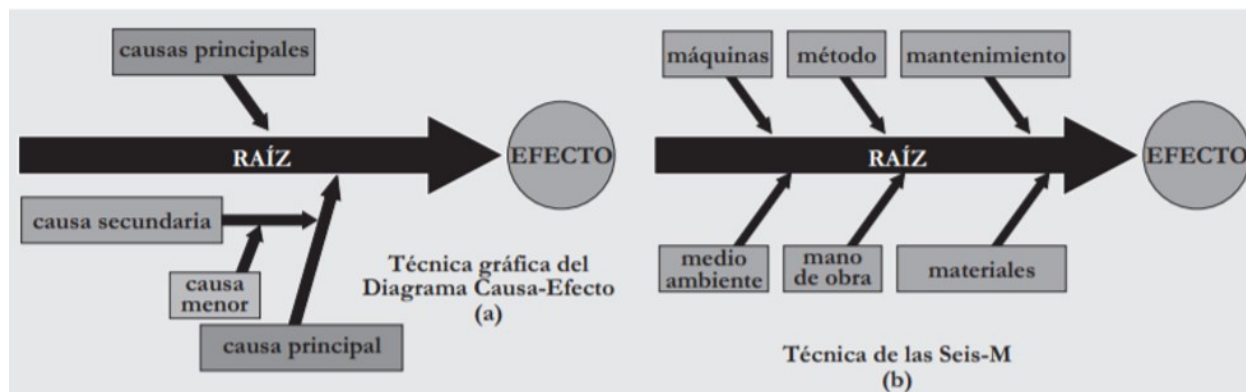 causas principales
RAÍZ
EFECTO
causa secundaria
causa
menor
causa principal
Técnica gráfica del
Diagrama Causa-Efecto
(a)
máquinas
método
mantenimiento
RAÍZ
EFECTO
medio
ambiente
mano
de obra
materiales
Técnica de las Seis-M
(b)